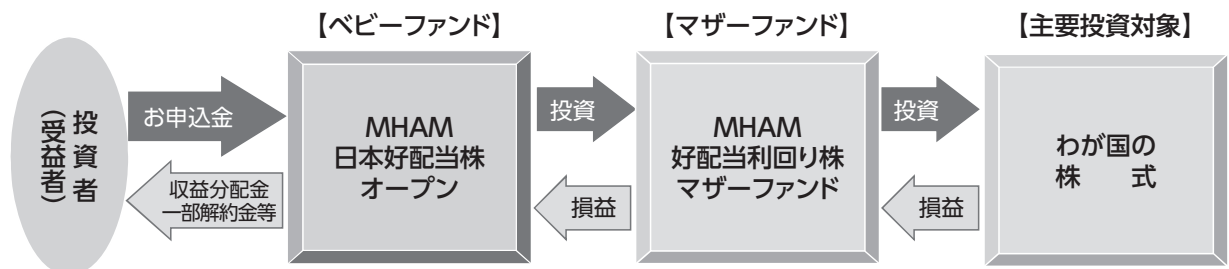 【ベビーファンド】
【マザーファンド】
【主要投資対象】
投資者
(受益者)
お申込金
収益分配金
一部解約金等
MHAM
日本好配当株
オープン
投資
損益
MHAM
好配当利回り株
マザーファンド
投資
損益
わが国の
株　式